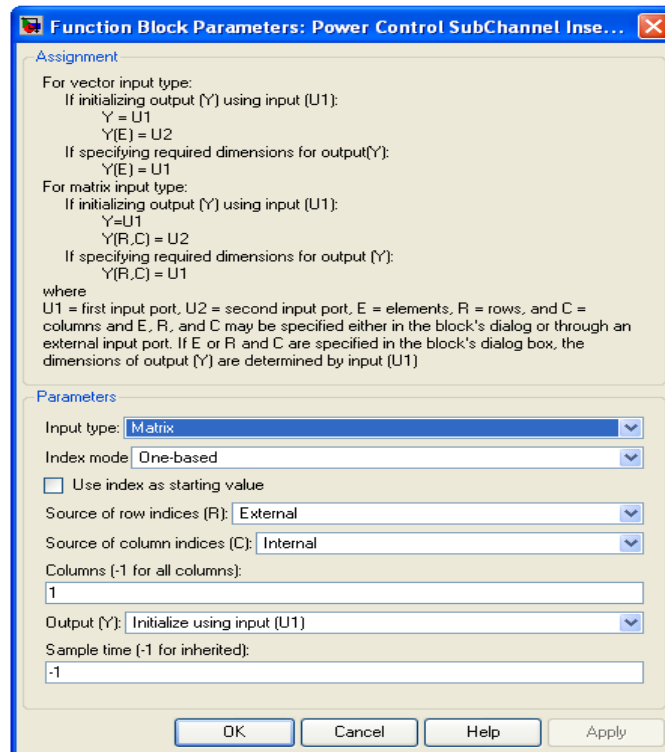 Function Block Parameters: Power Control SubChannel Inse...
Assignment
For vector input type:
If initializing output (Y) using input (U1):
Y = U1
Y(E) = U2
If specifying required dimensions for output(Y):
Y(E) = U1
For matrix input type:
If initializing output (Y) using input (U1):
Y=U1
Y(R,C) = U2
If specifying required dimensions for output (Y):
Y(R,C) = U1
where
U1 = first input port, U2 = second input port, E = elements, R = rows, and C =
columns and E, R, and C may be specified either in the block's dialog or through an
external input port. If E or R and C are specified in the block's dialog box, the
dimensions of output (Y) are determined by input (U1)
Parameters
Input type: Matrix
Index mode One-based
Use index as starting value
Source of row indices (R): External
Source of column indices (C): Internal
Columns (-1 for all columns):
1
Output (Y): Initialize using input (U1)
Sample time (-1 for inherited):
-1
OK Cancel Help Apply